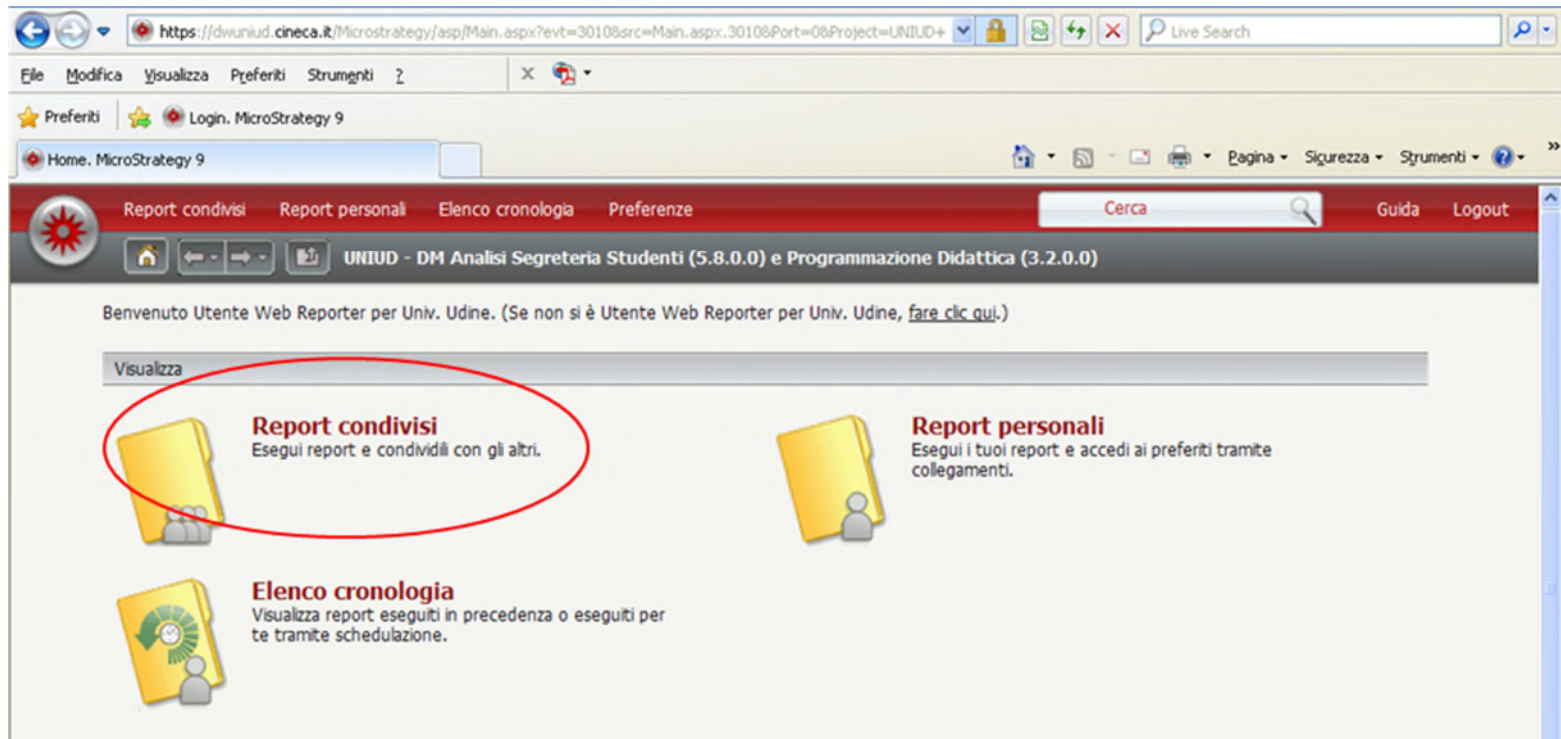 https://dwuniud.cineca.it/Microstrategy/asp/Main.aspx?evt=3010&src=Main.aspx.3010&Port=0&Project=UNIUD+ Live Search
File Modifica Visualizza Preferiti Strumenti ?
Preferiti Login. MicroStrategy 9
Home. MicroStrategy 9 Pagina Sicurezza Strumenti »
Report condivisi Report personali Elenco cronologia Preferenze Cerca Guida Logout
UNIUD - DM Analisi Segreteria Studenti (5.8.0.0) e Programmazione Didattica (3.2.0.0)
Benvenuto Utente Web Reporter per Univ. Udine. (Se non si è Utente Web Reporter per Univ. Udine, fare clic qui.)
Visualizza
Report condivisi
Esegui report e condividili con gli altri.
Report personali
Esegui i tuoi report e accedi ai preferiti tramite
collegamenti.
Elenco cronologia
Visualizza report eseguiti in precedenza o eseguiti per
te tramite schedulazione.